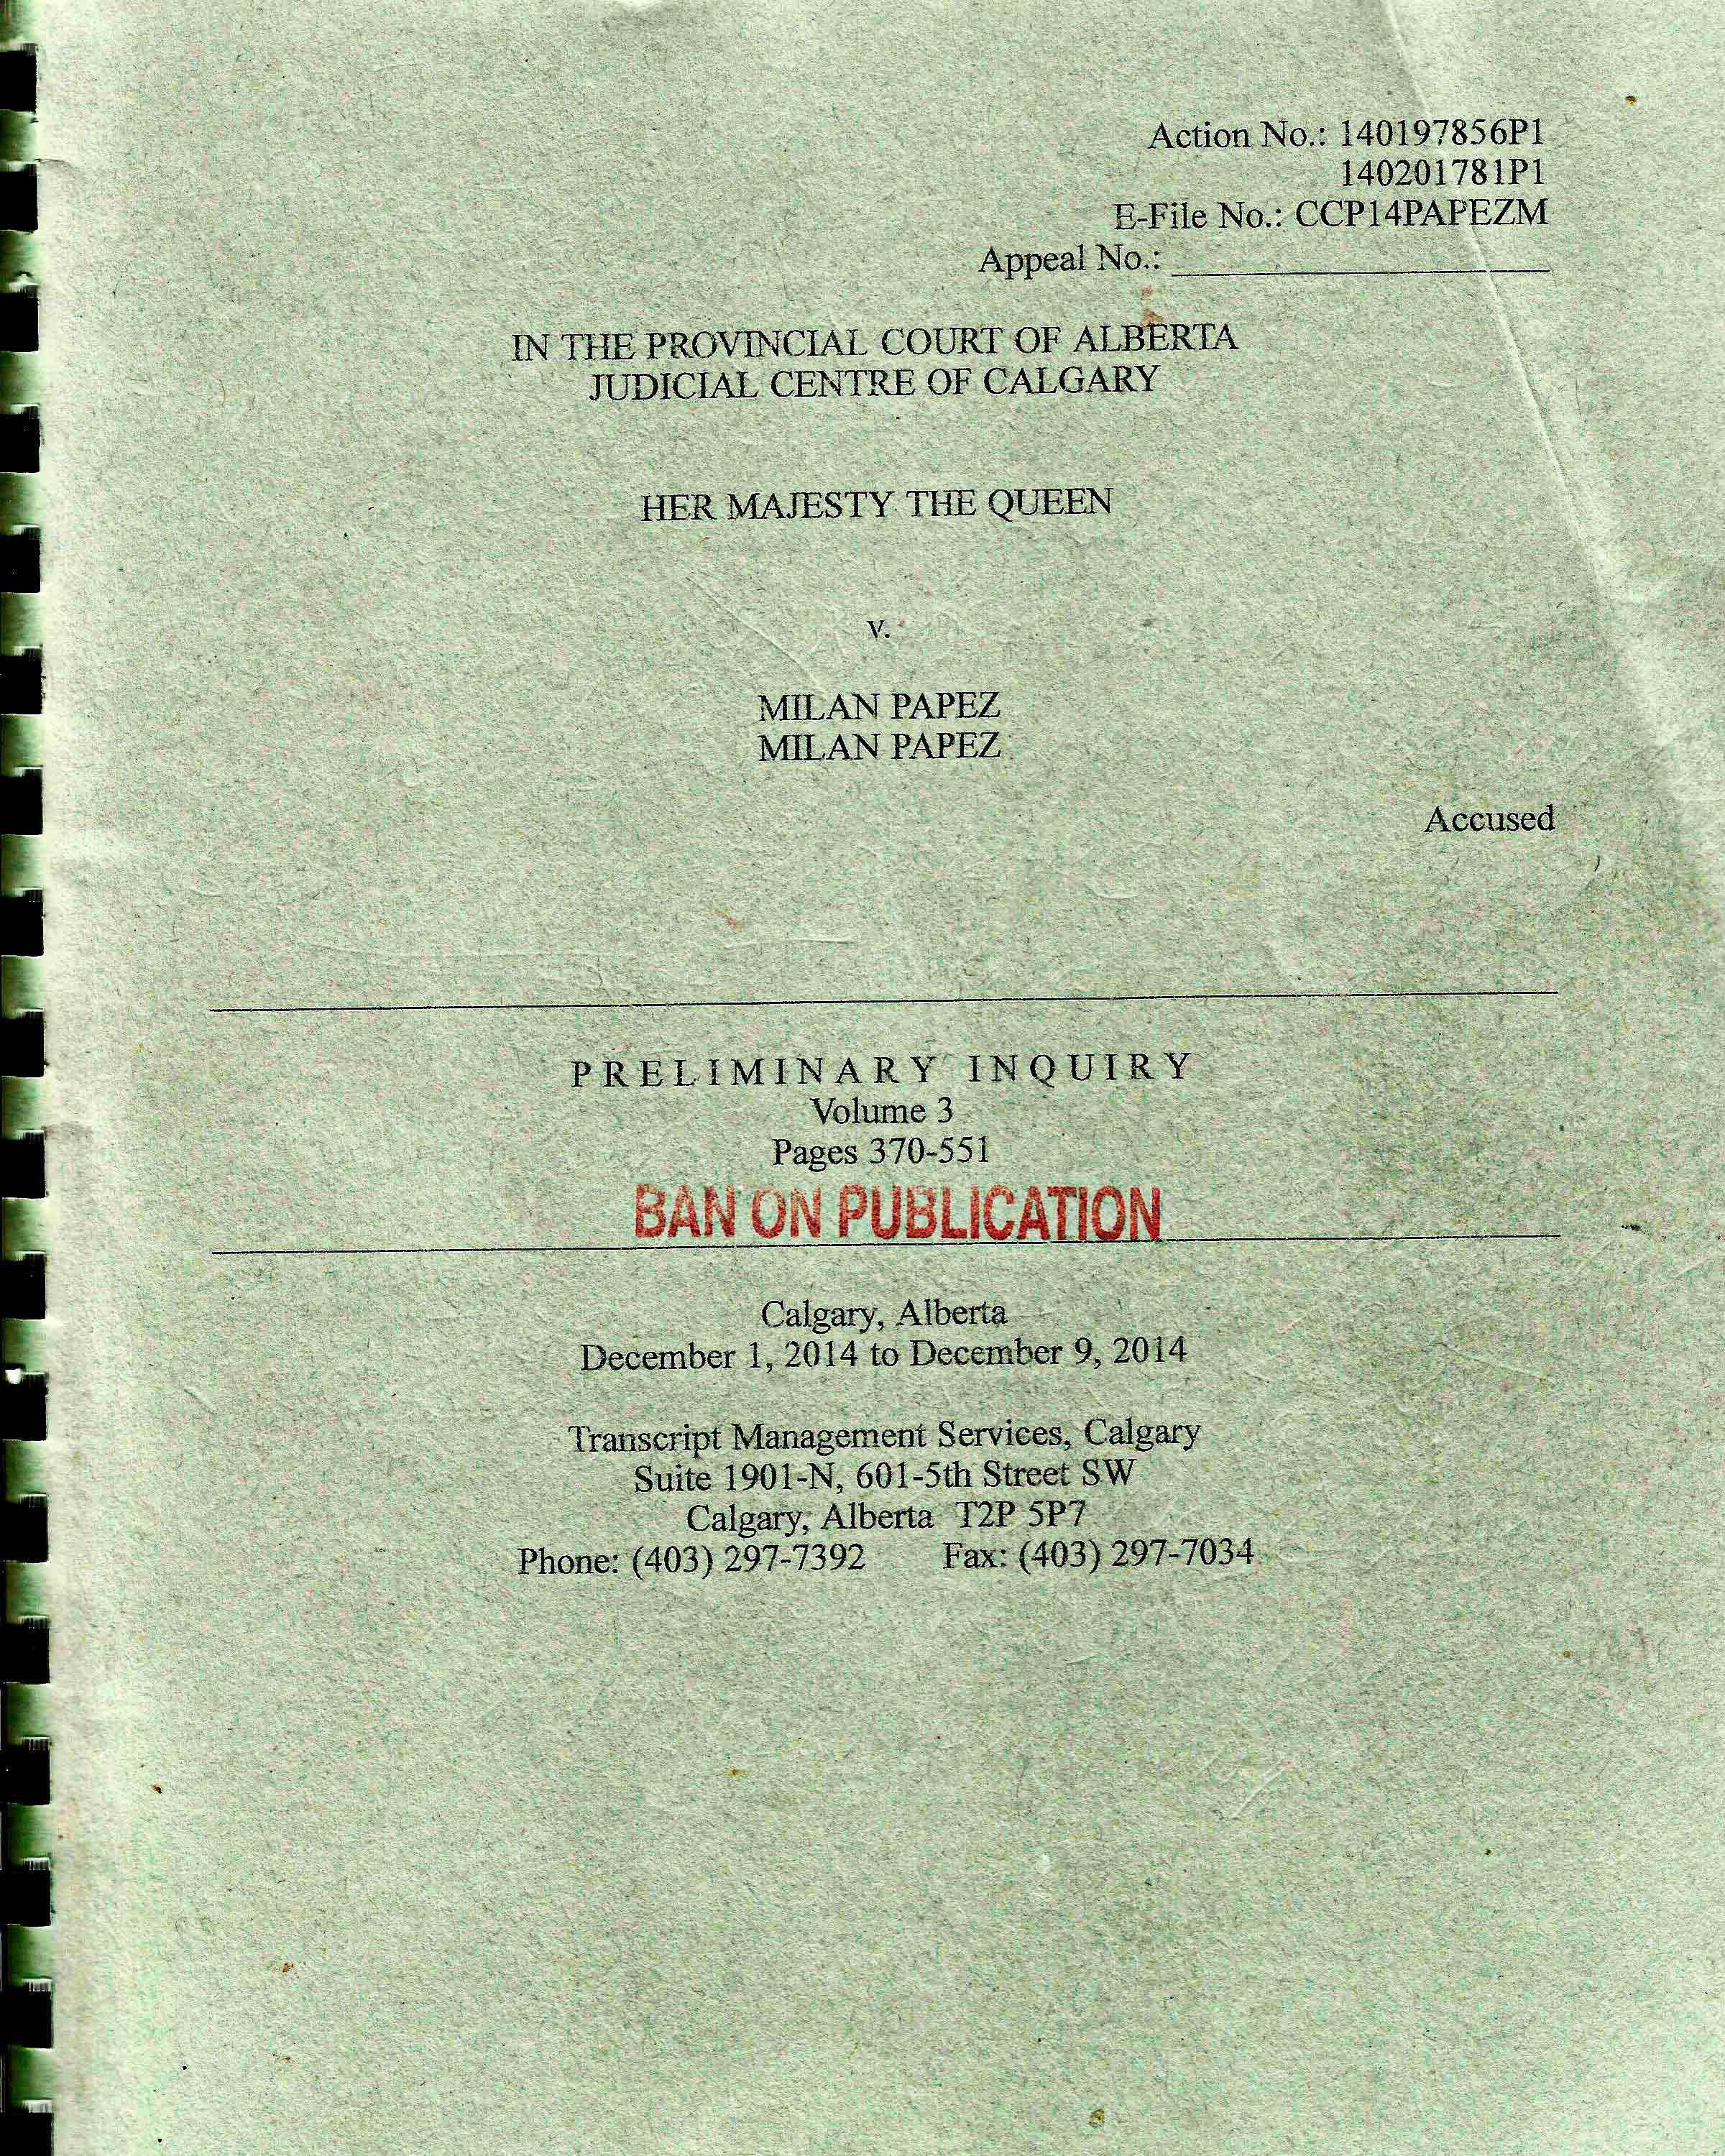 Action No.: 140197856P1
140201781P1
E-File No.: CCP14PAPEZM
Appeal No.: ____________________
IN THE PROVINCIAL COURT OF ALBERTA
JUDICIAL CENTRE OF CALGARY
HER MAJESTY THE QUEEN
v.
MILAN PAPEZ
MILAN PAPEZ
Accused
PRELIMINARY INQUIRY
Volume 3
Pages 370-551
BAN ON PUBLICATION
Calgary, Alberta
December 1, 2014 to December 9, 2014
Transcript Management Services, Calgary
Suite 1901-N, 601-5th Street SW
Calgary, Alberta T2P 5P7
Phone: (403) 297-7392 Fax: (403) 297-7034